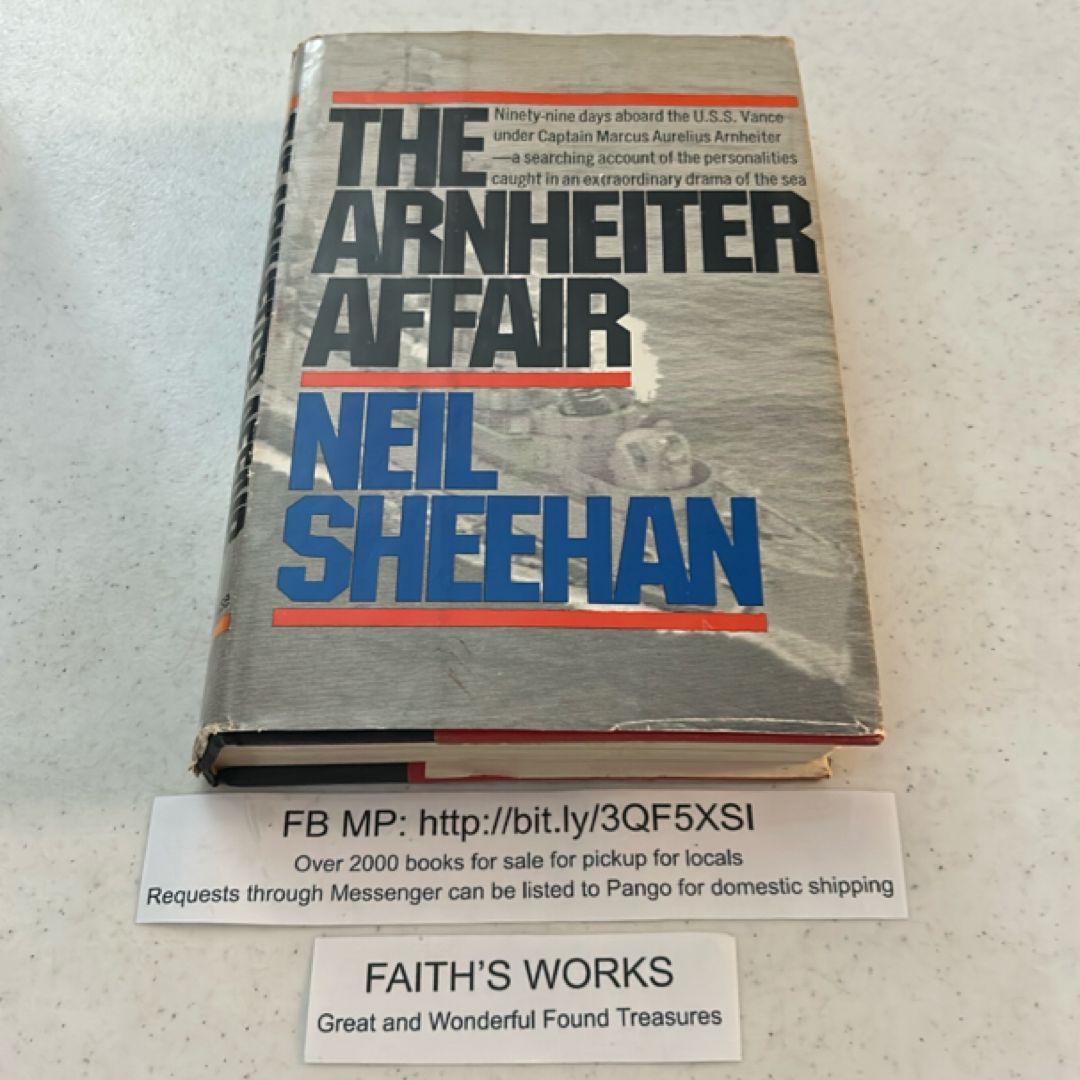 THE
Ninety-nine days aboard the U.S.S. Vance
under Captain Marcus Aurelius Arnheiter
—a searching account of the personalities
caught in an extraordinary drama of the sea
ARNHEITER
AFFAIR
NEIL
SHEEHAN
FB MP: http://bit.ly/3QF5XSI
Over 2000 books for sale for pickup for locals
Requests through Messenger can be listed to Pango for domestic shipping
FAITH'S WORKS
Great and Wonderful Found Treasures